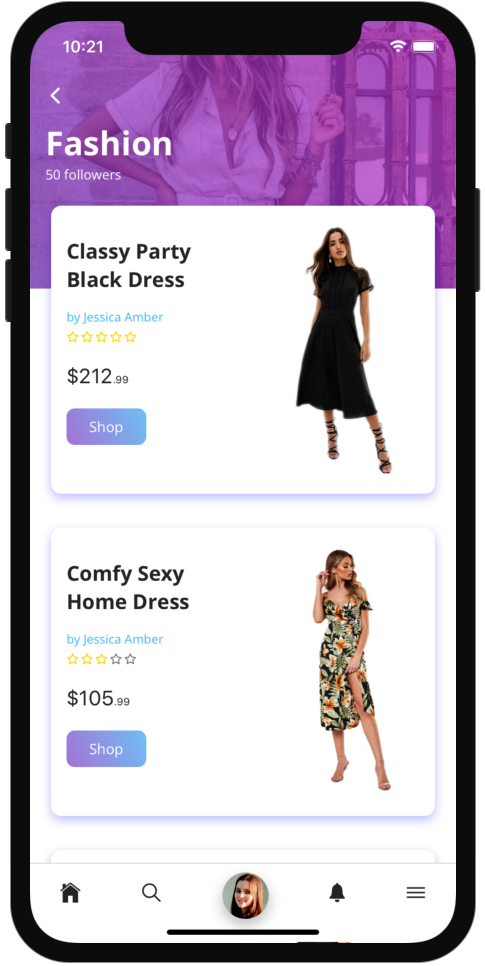 10:21
Fashion
50 followers
Classy Party
Black Dress
by Jessica Amber
$212.99
Shop
Comfy Sexy
Home Dress
by Jessica Amber
$105.99
Shop